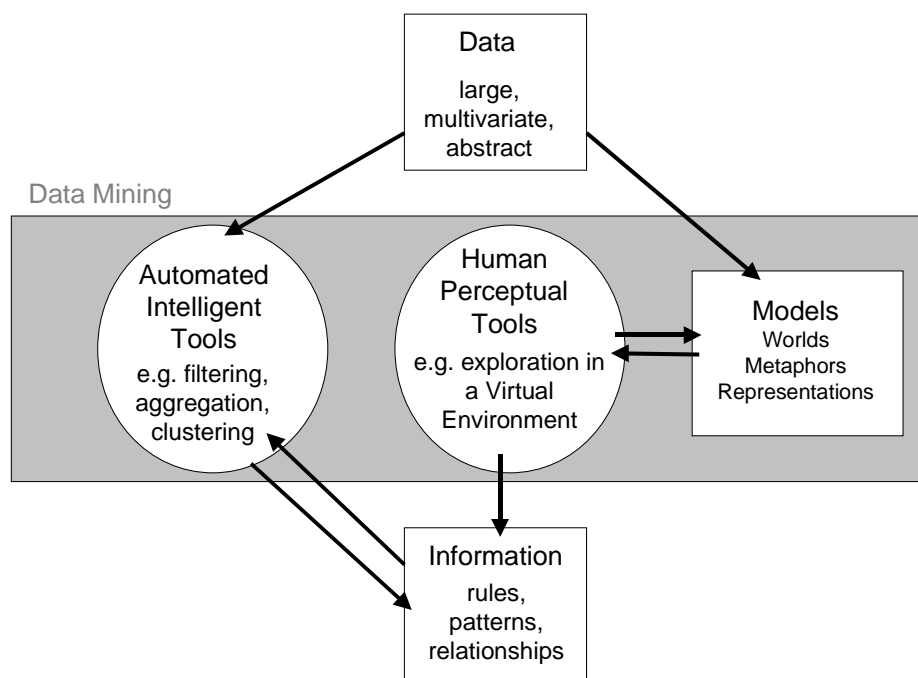 Data
large,
multivariate,
abstract
Data Mining
Automated
Intelligent
Tools
e.g. filtering,
aggregation,
clustering
Human
Perceptual
Tools
e.g. exploration in
a Virtual
Environment
Models
Worlds
Metaphors
Representations
Information
rules,
patterns,
relationships